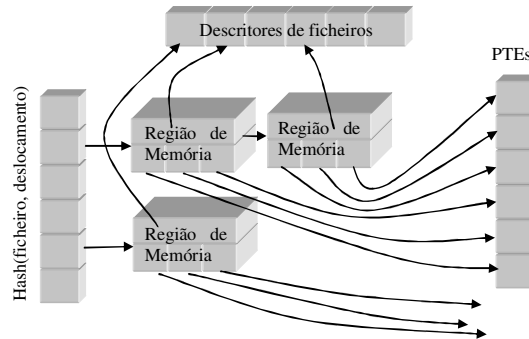 Descritores de ficheiros
PTEs
Hash(ficheiro, deslocamento)
Região de
Memória
Região de
Memória
Região de
Memória